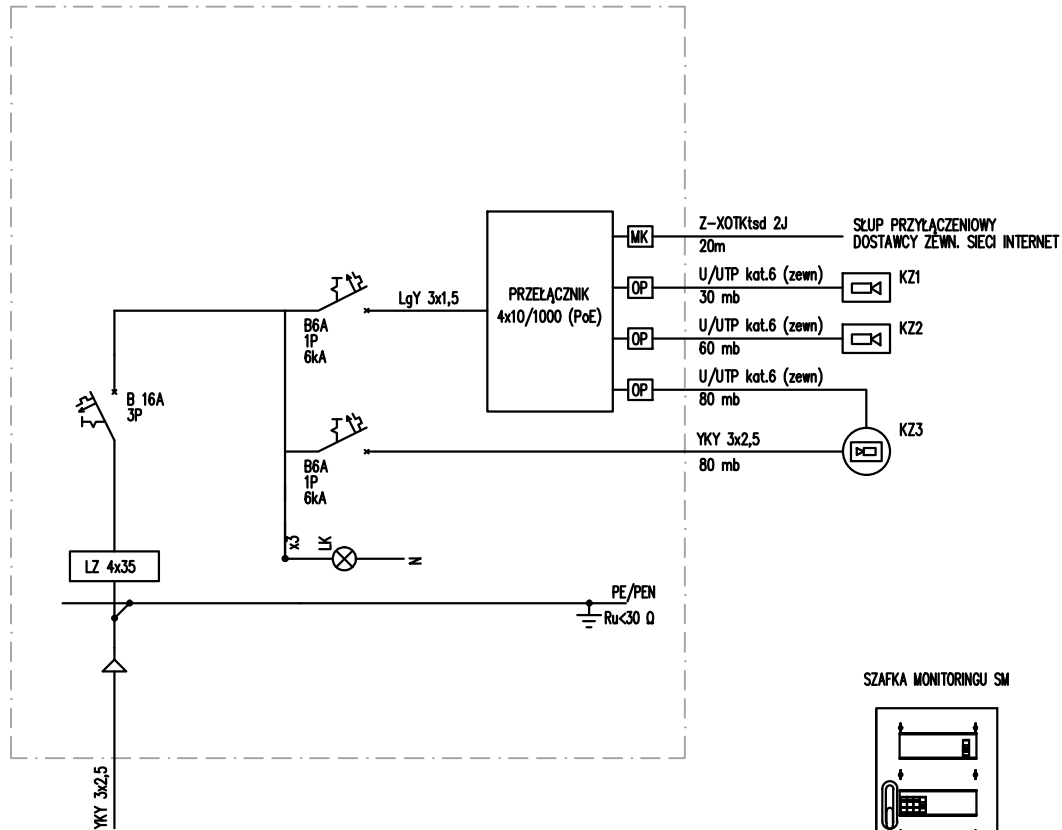 Z-XOTKtsd 2J
20m
SŁUP PRZYŁĄCZENIOWY
DOSTAWCY ZEWN. SIECI INTERNET
MK
U/UTP kat.6 (zewn)
30 mb
KZ1
OP
LgY 3x1,5
PRZEŁĄCZNIK
4x10/1000 (PoE)
B6A
1P
6kA
U/UTP kat.6 (zewn)
60 mb
KZ2
OP
U/UTP kat.6 (zewn)
80 mb
OP
B 16A
3P
KZ3
YKY 3x2,5
80 mb
B6A
1P
6kA
x3
LK
N
LZ 4x35
PE/PEN
Ru<30 Ω
SZAFKA MONITORINGU SM
YKY 3x2,5